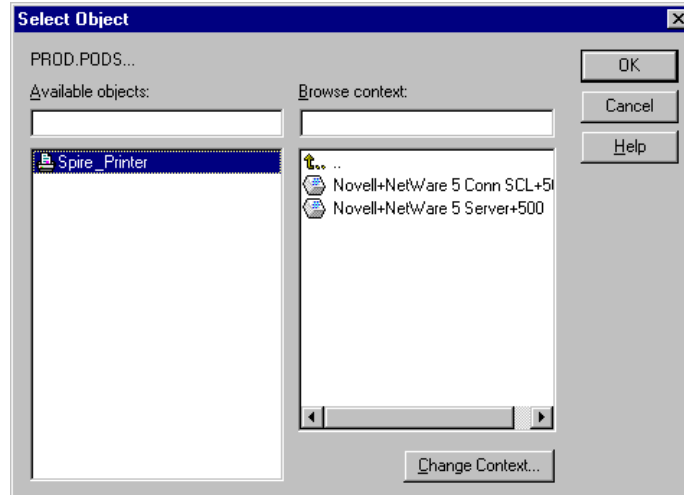 Select Object
PROD.PODS...
Available objects:
Browse context:
OK
Cancel
Help
Spire_Printer
..
Novell+NetWare 5 Conn SCL+5
Novell+NetWare 5 Server+500
Change Context...